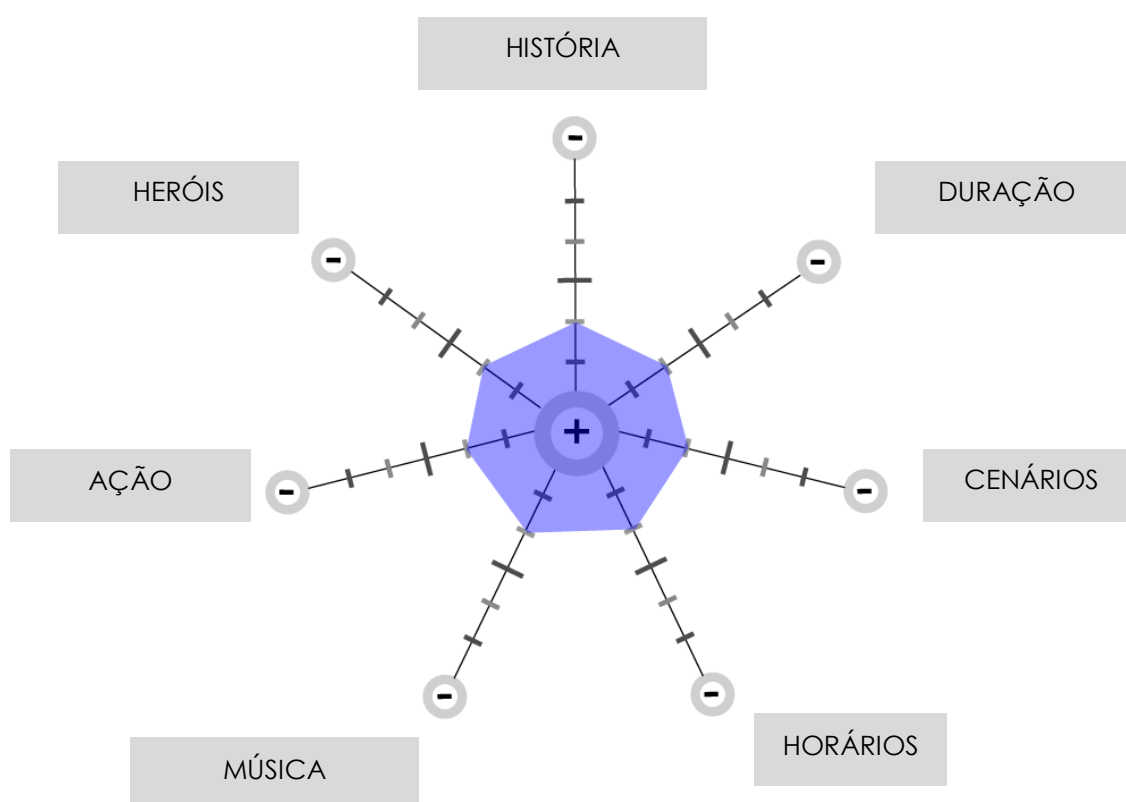 HISTÓRIA
HERÓIS
DURAÇÃO
AÇÃO
CENÁRIOS
MÚSICA
HORÁRIOS
-
-
-
-
-
-
-
+